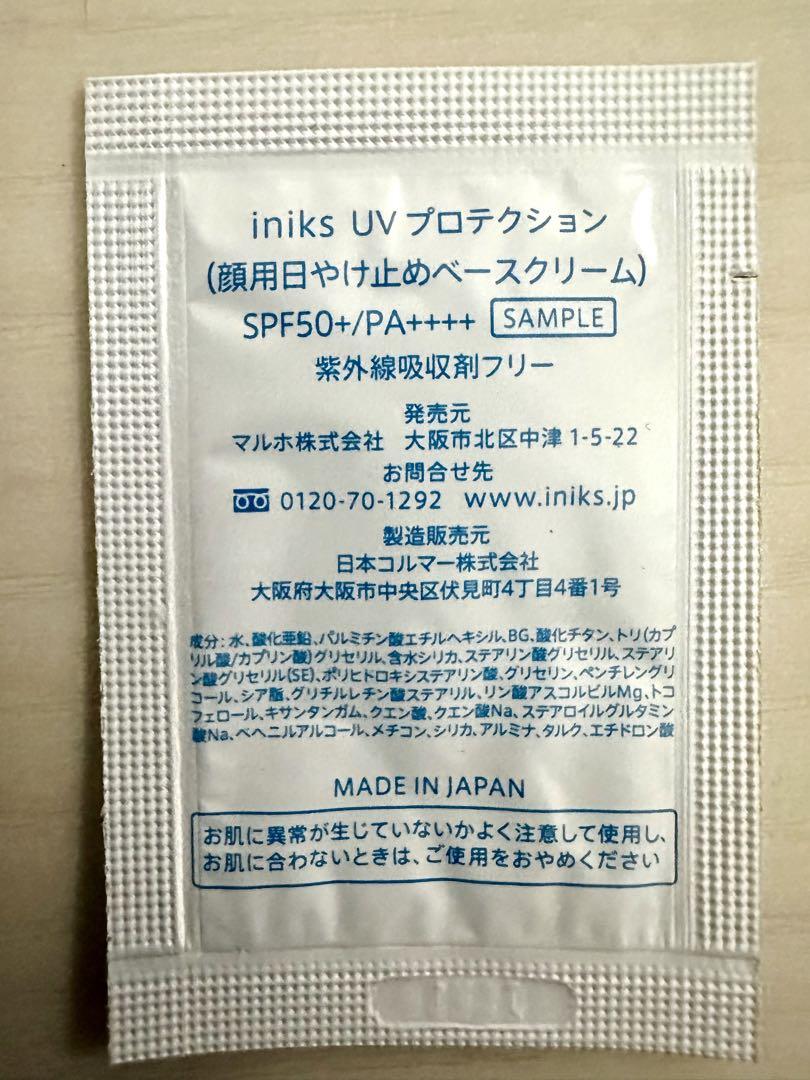 iniks UV プロテクション
(顔用日やけ止めベースクリーム)
SPF50+/PA++++ SAMPLE
紫外線吸収剤フリー
発売元
マルホ株式会社 大阪市北区中津1-5-22
お問合せ先
0120-70-1292 www.iniks.jp
製造販売元
日本コルマー株式会社
大阪府大阪市中央区伏見町4丁目4番1号
成分:水、酸化亜鉛、パルミチン酸エチルヘキシル、BG、酸化チタン、トリ(カプ
リル酸/カプリン酸)グリセリル、含水シリカ、ステアリン酸グリセリル、ステアリ
ン酸グリセリル(SE)、ポリヒドロキシステアリン酸、グリセリン、ペンチレングリ
コール、シア脂、グリチルレチン酸ステアリル、リン酸アスコルビルMg、トコ
フェロール、キサンタンガム、クエン酸、クエン酸Na、ステアロイルグルタミン
酸Na、ベヘニルアルコール、メチコン、シリカ、アルミナ、タルク、エチドロン酸
MADE IN JAPAN
お肌に異常が生じていないかよく注意して使用し、
お肌に合わないときは、ご使用をおやめください